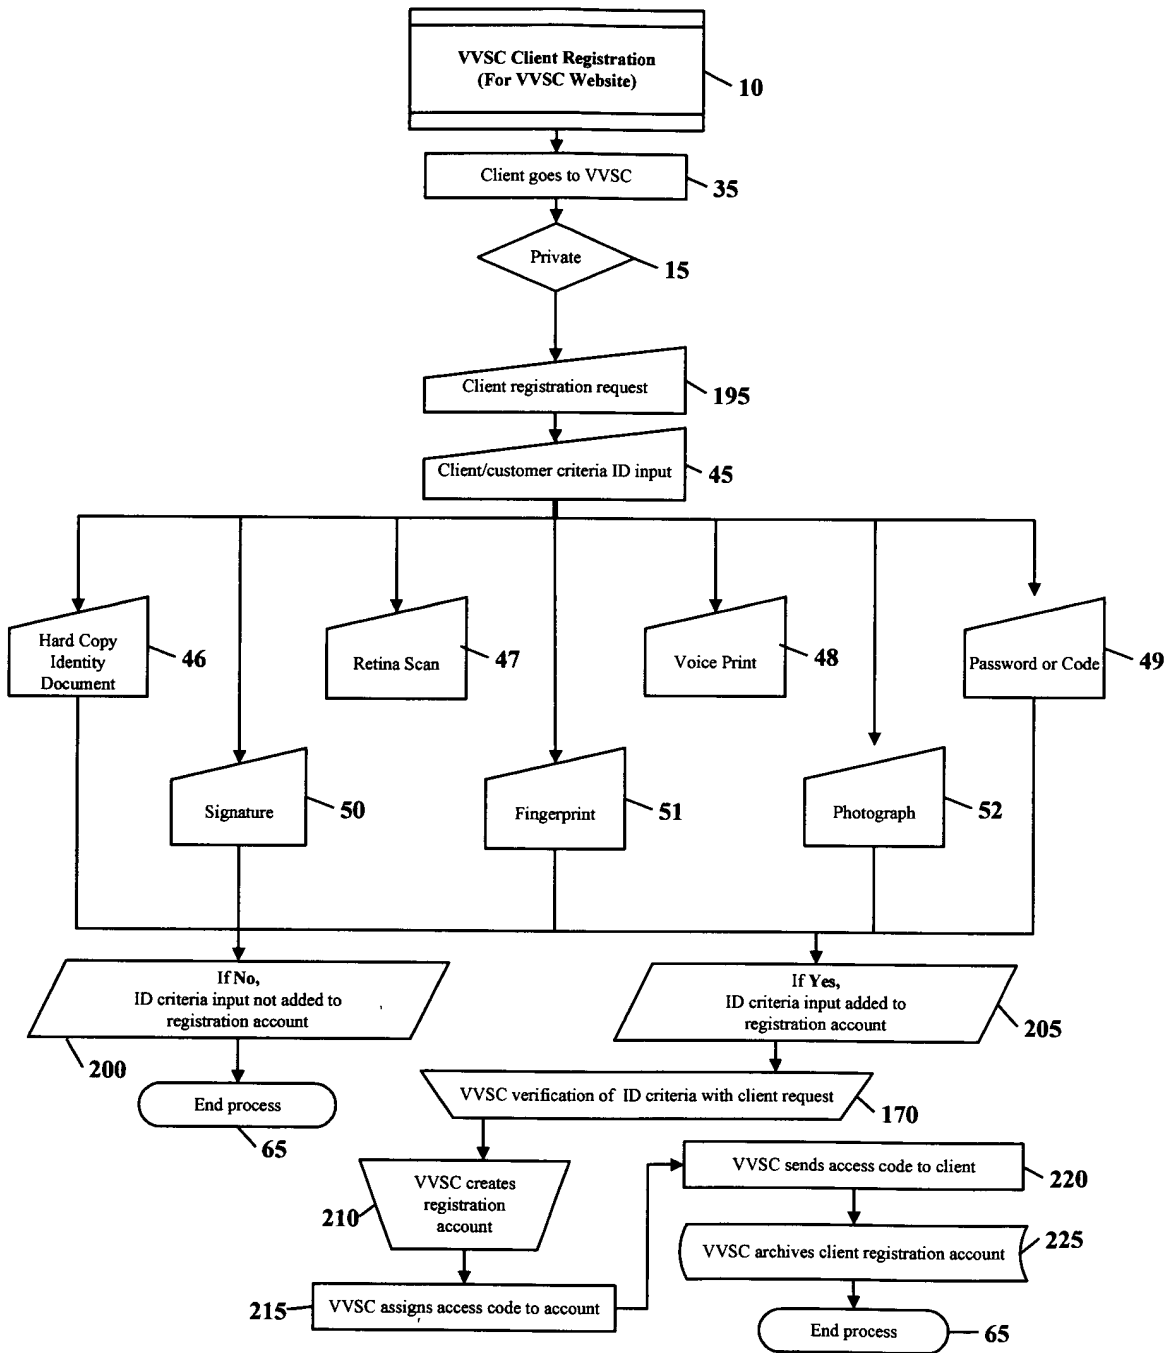 VVSC Client Registration
(For VVSC Website)
10
Client goes to VVSC
35
Private
15
Client registration request
195
Client/customer criteria ID input
45
Hard Copy
Identity
Document
46
Retina Scan
47
Voice Print
48
Password or Code
49
Signature
50
Fingerprint
51
Photograph
52
If No,
ID criteria input not added to
registration account
200
If Yes,
ID criteria input added to
registration account
205
End process
65
VVSC verification of ID criteria with client request
170
VVSC creates
registration
account
210
VVSC sends access code to client
220
VVSC archives client registration account
225
215
VVSC assigns access code to account
End process
65